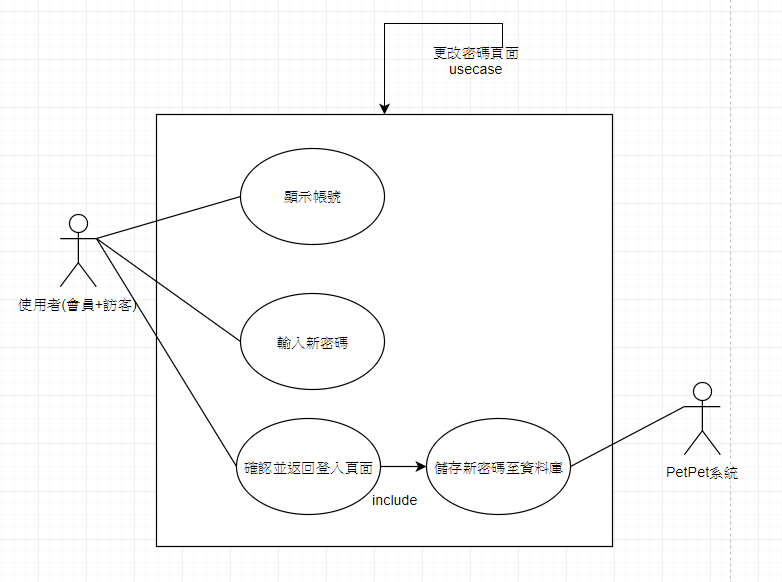 更改密碼頁面
usecase
顯示帳號
使用者(會員+訪客)
輸入新密碼
確認並返回登入頁面
儲存新密碼至資料庫
include
PetPet系統